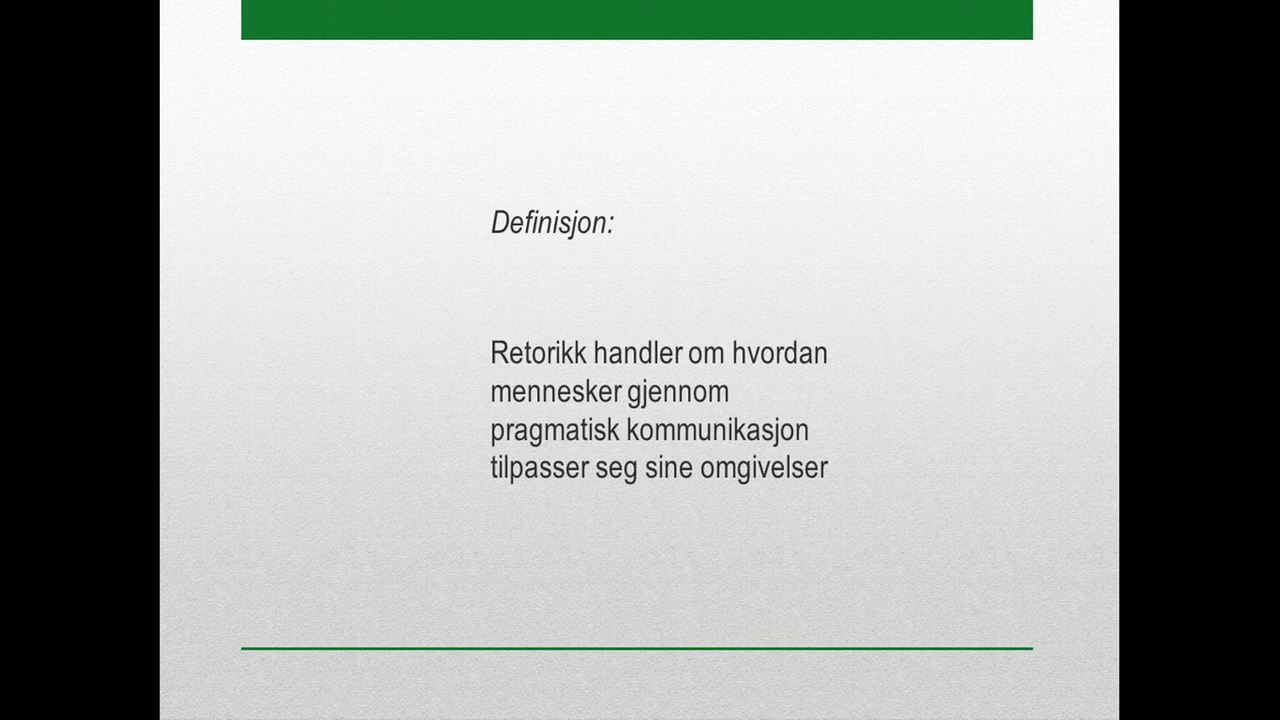 Definisjon:
Retorikk handler om hvordan
mennesker gjennom
pragmatisk kommunikasjon
tilpasser seg sine omgivelser